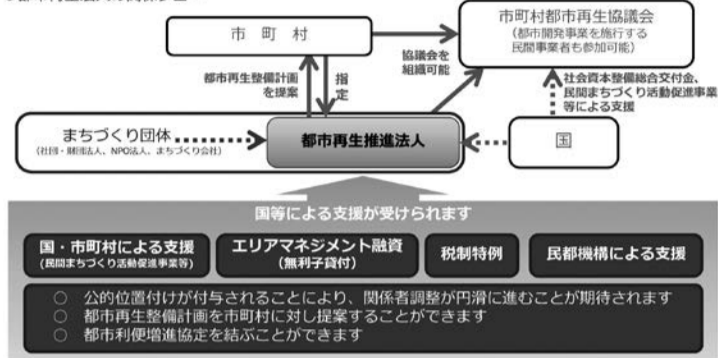 市 町 村
市町村都市再生協議会
（都市開発事業を施行する
民間事業者も参加可能）
協議会を
組織可能
都市再生整備計画
を提案
指定
社会資本整備総合交付金、
民間まちづくり活動促進事業
等による支援
まちづくり団体
（社団・財団法人、NPO法人、まちづくり会社）
都市再生推進法人
国
国等による支援が受けられます
国・市町村による支援
（民間まちづくり活動促進事業等）
エリアマネジメント融資
（無利子貸付）
税制特例
民都機構による支援
○ 公的位置付けが付与されることにより、関係者調整が円滑に進むことが期待されます
○ 都市再生整備計画を市町村に対し提案することができます
○ 都市利便増進協定を結ぶことができます